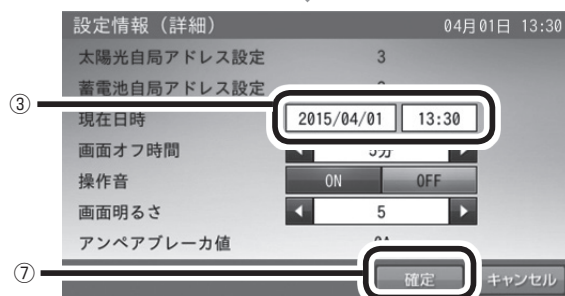 設定情報（詳細） 04月01日 13:30
太陽光自局アドレス設定 3
蓄電池自局アドレス設定
③
現在日時 2015/04/01 13:30
画面オフ時間 5分
操作音 ON OFF
画面明るさ 5
アンペアブレーカ値
⑦
確定 キャンセル